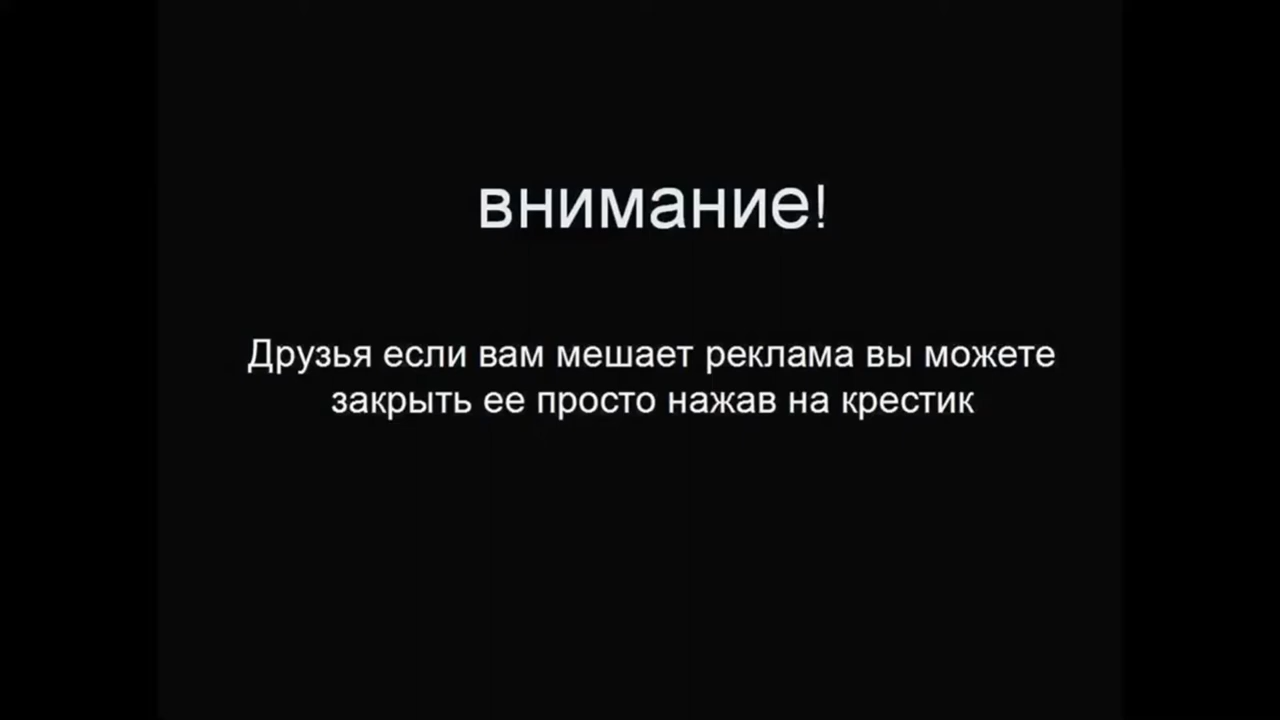 внимание!
Друзья если вам мешает реклама вы можете
закрыть ее просто нажав на крестик